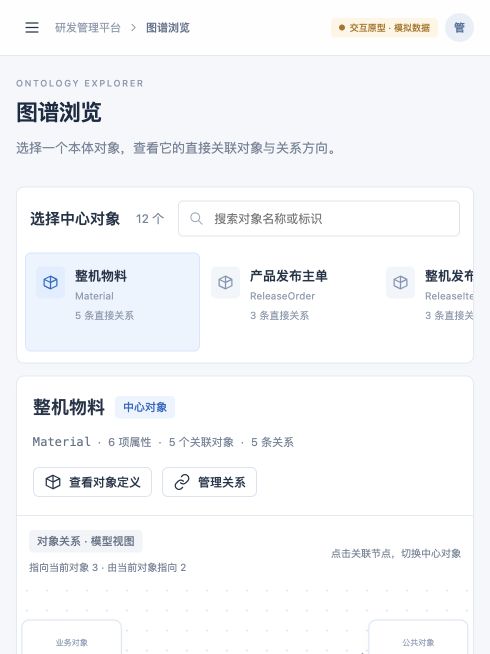 研发管理平台 > 图谱浏览
交互原型 · 模拟数据
管
ONTOLOGY EXPLORER
图谱浏览
选择一个本体对象，查看它的直接关联对象与关系方向。
选择中心对象 12 个
搜索对象名称或标识
整机物料
Material
5 条直接关系
产品发布主单
ReleaseOrder
3 条直接关系
整机发布
ReleaseIte
3 条直接关系
整机物料 中心对象
Material · 6 项属性 · 5 个关联对象 · 5 条关系
查看对象定义
管理关系
对象关系 · 模型视图
指向当前对象 3 · 由当前对象指向 2
点击关联节点，切换中心对象
业务对象
公共对象